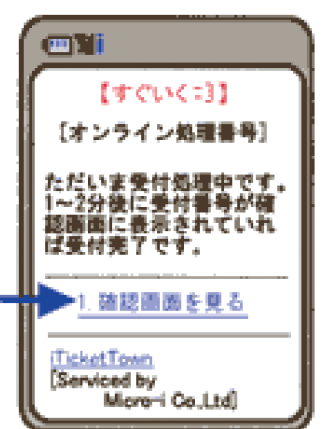 【すぐいくﾆ}】
[オンライン処理番号]
ただいま受付処理中です。
1~2分後に受付番号が確
認画面に表示されていれ
ば受付完了です。
1. 確認画面を見る
iTicketTown
[Serviced by
Micro-i Co.,Ltd]